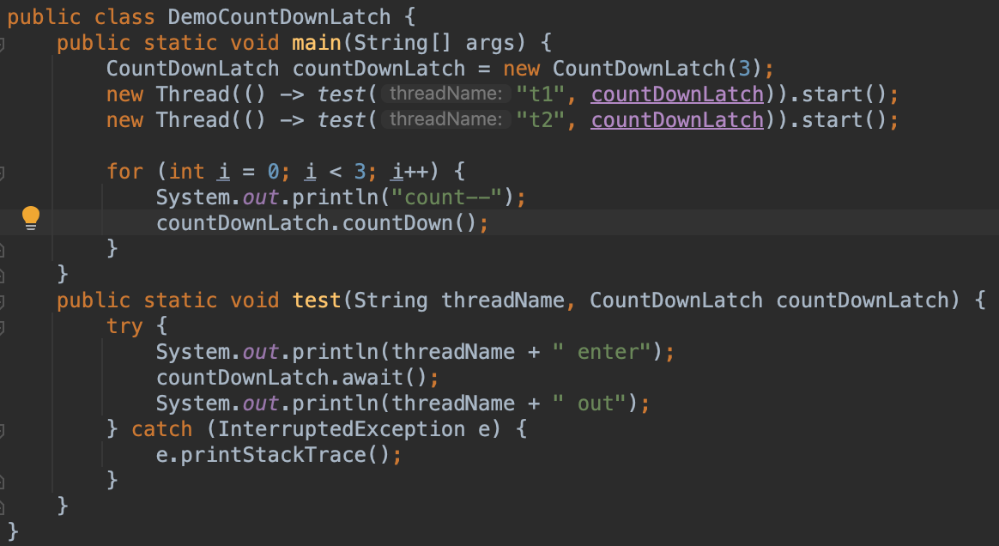 public class DemoCountDownLatch {
    public static void main(String[] args) {
        CountDownLatch countDownLatch = new CountDownLatch(3);
        new Thread(() -> test( threadName: "t1", countDownLatch)).start();
        new Thread(() -> test( threadName: "t2", countDownLatch)).start();

        for (int i = 0; i < 3; i++) {
            System.out.println("count--");
            countDownLatch.countDown();
        }
    }
    public static void test(String threadName, CountDownLatch countDownLatch) {
        try {
            System.out.println(threadName + " enter");
            countDownLatch.await();
            System.out.println(threadName + " out");
        } catch (InterruptedException e) {
            e.printStackTrace();
        }
    }
}